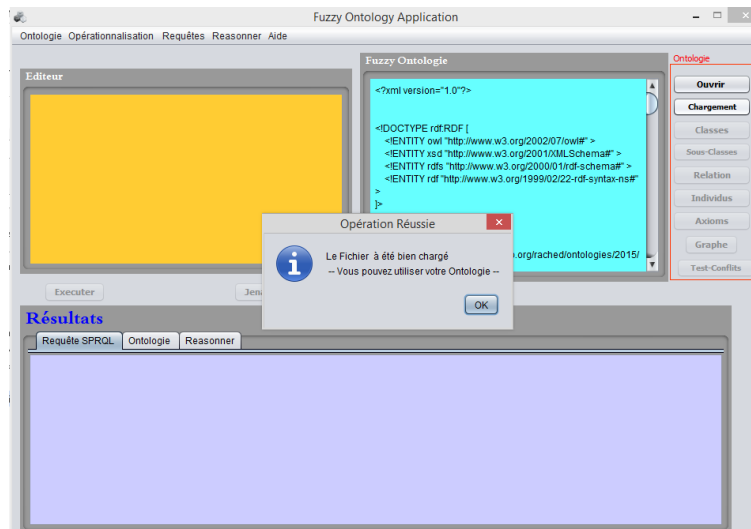 Fuzzy Ontology Application
Ontologie Opérationnalisation Requêtes Reasonner Aide
Editeur
Fuzzy Ontologie
<?xml version="1.0"?>
<!DOCTYPE rdf:RDF [
<!ENTITY owl "http://www.w3.org/2002/07/owl#" >
<!ENTITY xsd "http://www.w3.org/2001/XMLSchema#" >
<!ENTITY rdfs "http://www.w3.org/2000/01/rdf-schema#" >
<!ENTITY rdf "http://www.w3.org/1999/02/22-rdf-syntax-ns#"
>
]>
.org/rached/ontologies/2015/
Ontologie
Ouvrir
Chargement
Classes
Sous-Classes
Relation
Individus
Axioms
Graphe
Test-Conflits
Opération Réussie
Le Fichier à été bien chargé
-- Vous pouvez utiliser votre Ontologie --
OK
Executer
Jena
Résultats
Requête SPRQL Ontologie Reasonner